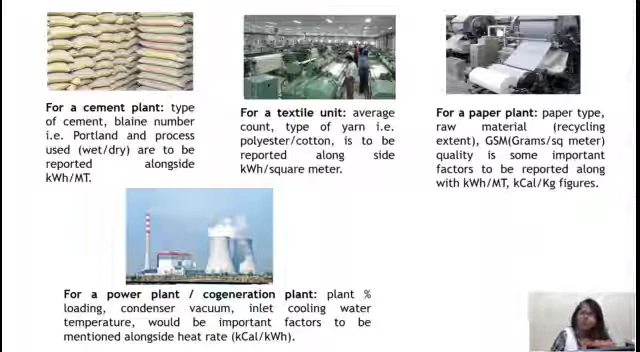 For a cement plant: type
of cement, blaine number
i.e. Portland and process
used (wet/dry) are to be
reported alongside
kWh/MT.
For a textile unit: average
count, type of yarn i.e.
polyester/cotton, is to be
reported along side
kWh/square meter.
For a paper plant: paper type,
raw material (recycling
extent), GSM(Grams/sq meter)
quality is some important
factors to be reported along
with kWh/MT, kCal/Kg figures.
For a power plant / cogeneration plant: plant %
loading, condenser vacuum, inlet cooling water
temperature, would be important factors to be
mentioned alongside heat rate (kCal/kWh).